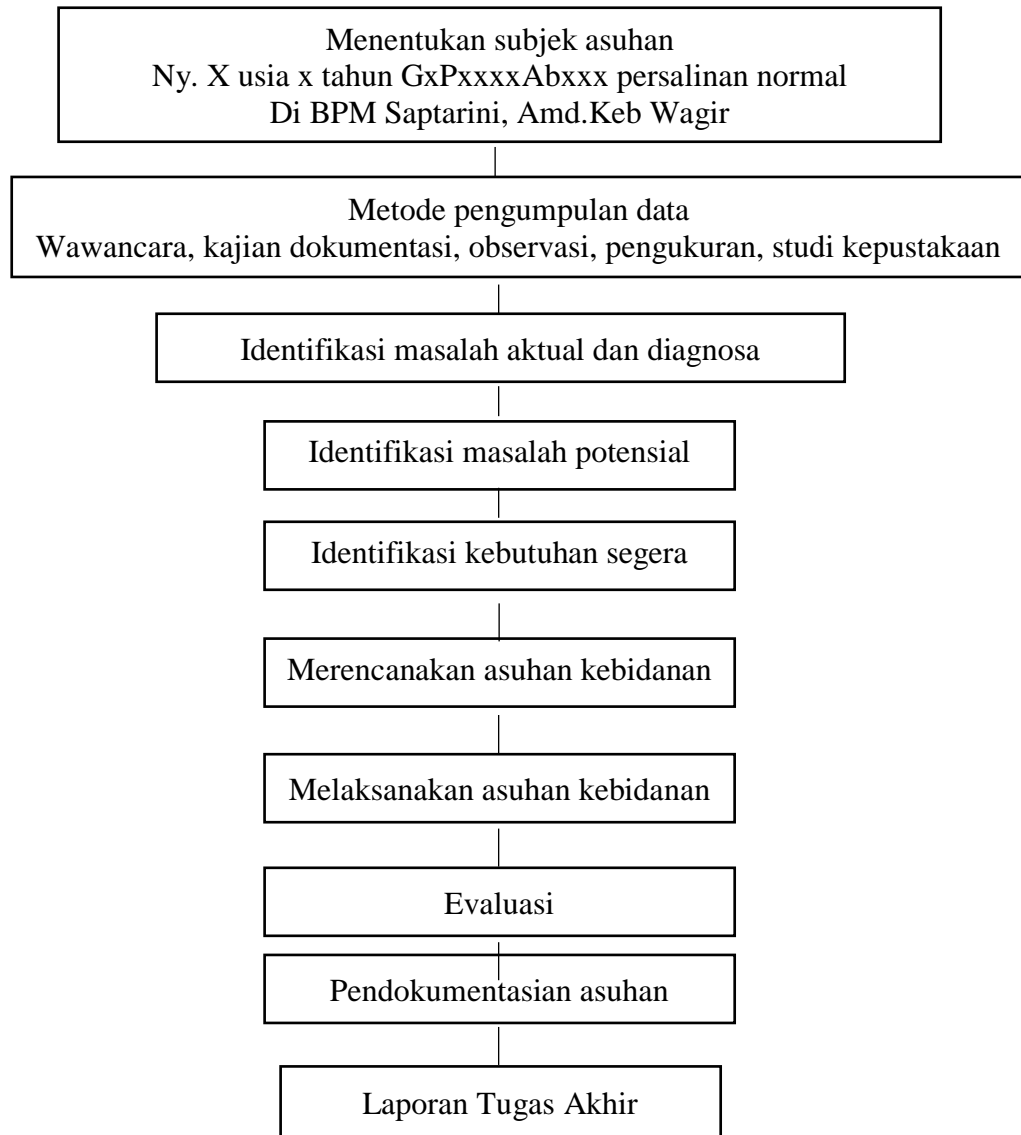 Menentukan subjek asuhan
Ny. X usia x tahun GxPxxxxAbxxx persalinan normal
Di BPM Saptarini, Amd.Keb Wagir
Metode pengumpulan data
Wawancara, kajian dokumentasi, observasi, pengukuran, studi kepustakaan
Identifikasi masalah aktual dan diagnosa
Identifikasi masalah potensial
Identifikasi kebutuhan segera
Merencanakan asuhan kebidanan
Melaksanakan asuhan kebidanan
Evaluasi
Pendokumentasian asuhan
Laporan Tugas Akhir